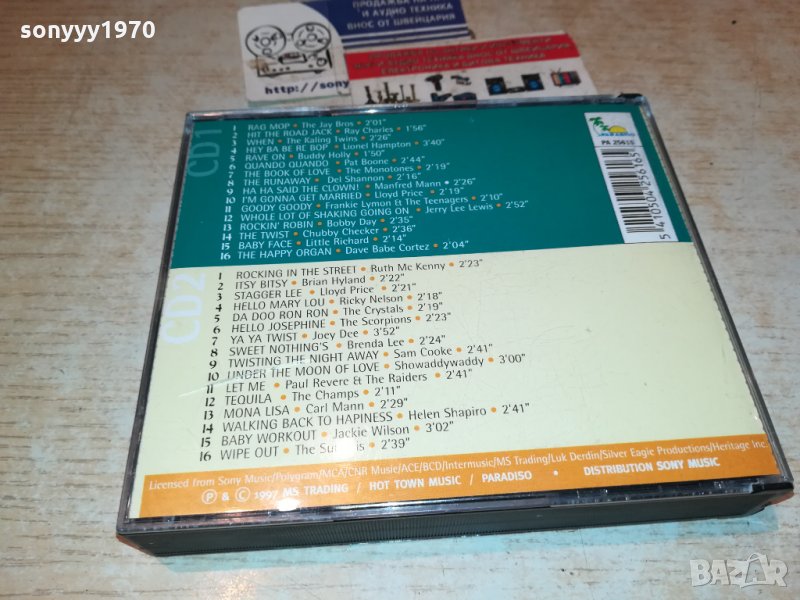 sonyyy1970
ПРОДАЖБА НА
И АУДИО ТЕХНИКА
ВНОС ОТ ШВЕЙЦАРИЯ
http://sony
CD1
1 RAG MOP • The Jay Bros • 2'01"
2 HIT THE ROAD JACK • Ray Charles • 1'56"
3 WHEN • The Kaling Twins • 2'26"
4 HEY BA BE RE BOP • Lionel Hampton • 3'40"
5 RAVE ON • Buddy Holly • 1'50"
6 QUANDO QUANDO • Pat Boone • 2'44"
7 THE BOOK OF LOVE • The Monotones • 2'19"
8 THE RUNAWAY • Del Shannon • 2'16"
9 HA HA SAID THE CLOWN! • Manfred Mann • 2'26"
10 I'M GONNA GET MARRIED • Lloyd Price • 2'19"
11 GOODY GOODY • Frankie Lymon & The Teenagers • 2'10"
12 WHOLE LOT OF SHAKING GOING ON • Jerry Lee Lewis • 2'52"
13 ROCKIN' ROBIN • Bobby Day • 2'35"
14 THE TWIST • Chubby Checker • 2'36"
15 BABY FACE • Little Richard • 2'14"
16 THE HAPPY ORGAN • Dave Babe Cortez • 2'04"
PA 25615
5 410504 256165
CD2
1 ROCKING IN THE STREET • Ruth Mc Kenny • 2'23"
2 ITSY BITSY • Brian Hyland • 2'22"
3 STAGGER LEE • Lloyd Price • 2'21"
4 HELLO MARY LOU • Ricky Nelson • 2'18"
5 DA DOO RON RON • The Crystals • 2'19"
6 HELLO JOSEPHINE • The Scorpions • 2'23"
7 YA YA TWIST • Joey Dee • 3'52"
8 SWEET NOTHING'S • Brenda Lee • 2'24"
9 TWISTING THE NIGHT AWAY • Sam Cooke • 2'41"
10 UNDER THE MOON OF LOVE • Showaddywaddy • 3'00"
11 LET ME • Paul Revere & The Raiders • 2'41"
12 TEQUILA • The Champs • 2'11"
13 MONA LISA • Carl Mann • 2'29"
14 WALKING BACK TO HAPINESS • Helen Shapiro • 2'41"
15 BABY WORKOUT • Jackie Wilson • 3'02"
16 WIPE OUT • The • 2'39"
Licensed from Sony Music/Polygram/MCA/CNR Music/ACE/BCD/Intermusic/MS Trading/Luk Derdin/Silver Eagle Productions/Heritage Inc.
℗ & © 1997 MS TRADING / HOT TOWN MUSIC / PARADISO • DISTRIBUTION SONY MUSIC
BAZAR